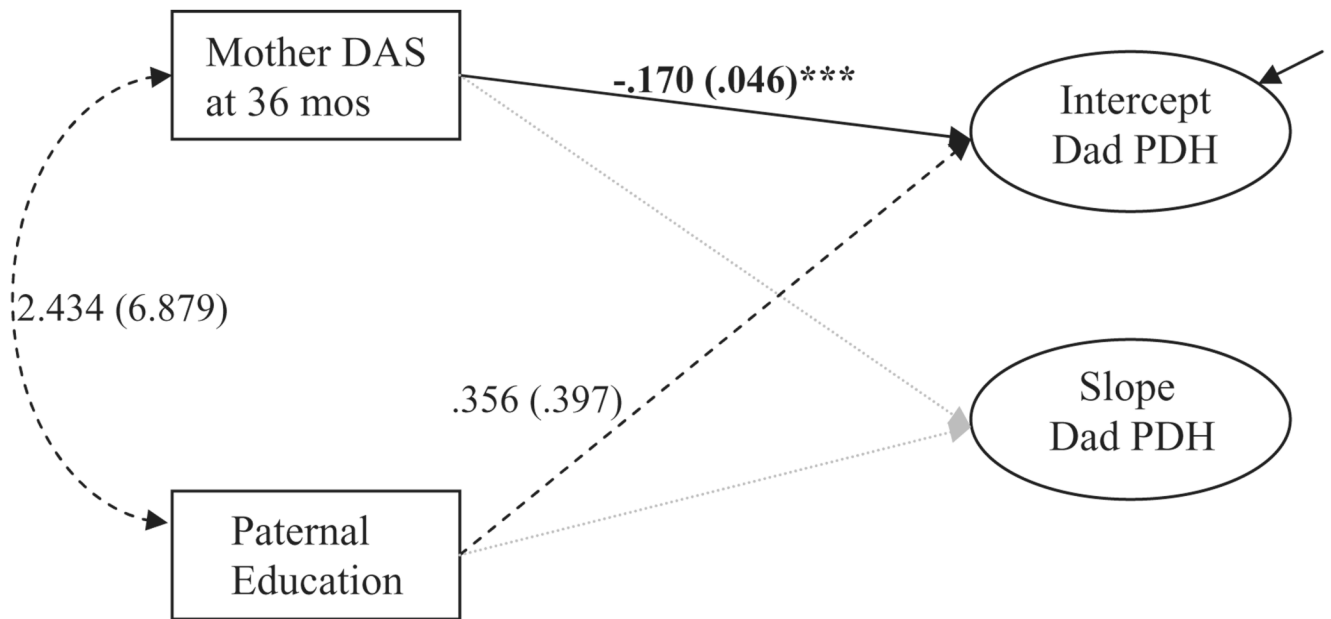 Mother DAS
at 36 mos
-.170 (.046)***
Intercept
Dad PDH
2.434 (6.879)
.356 (.397)
Slope
Dad PDH
Paternal
Education